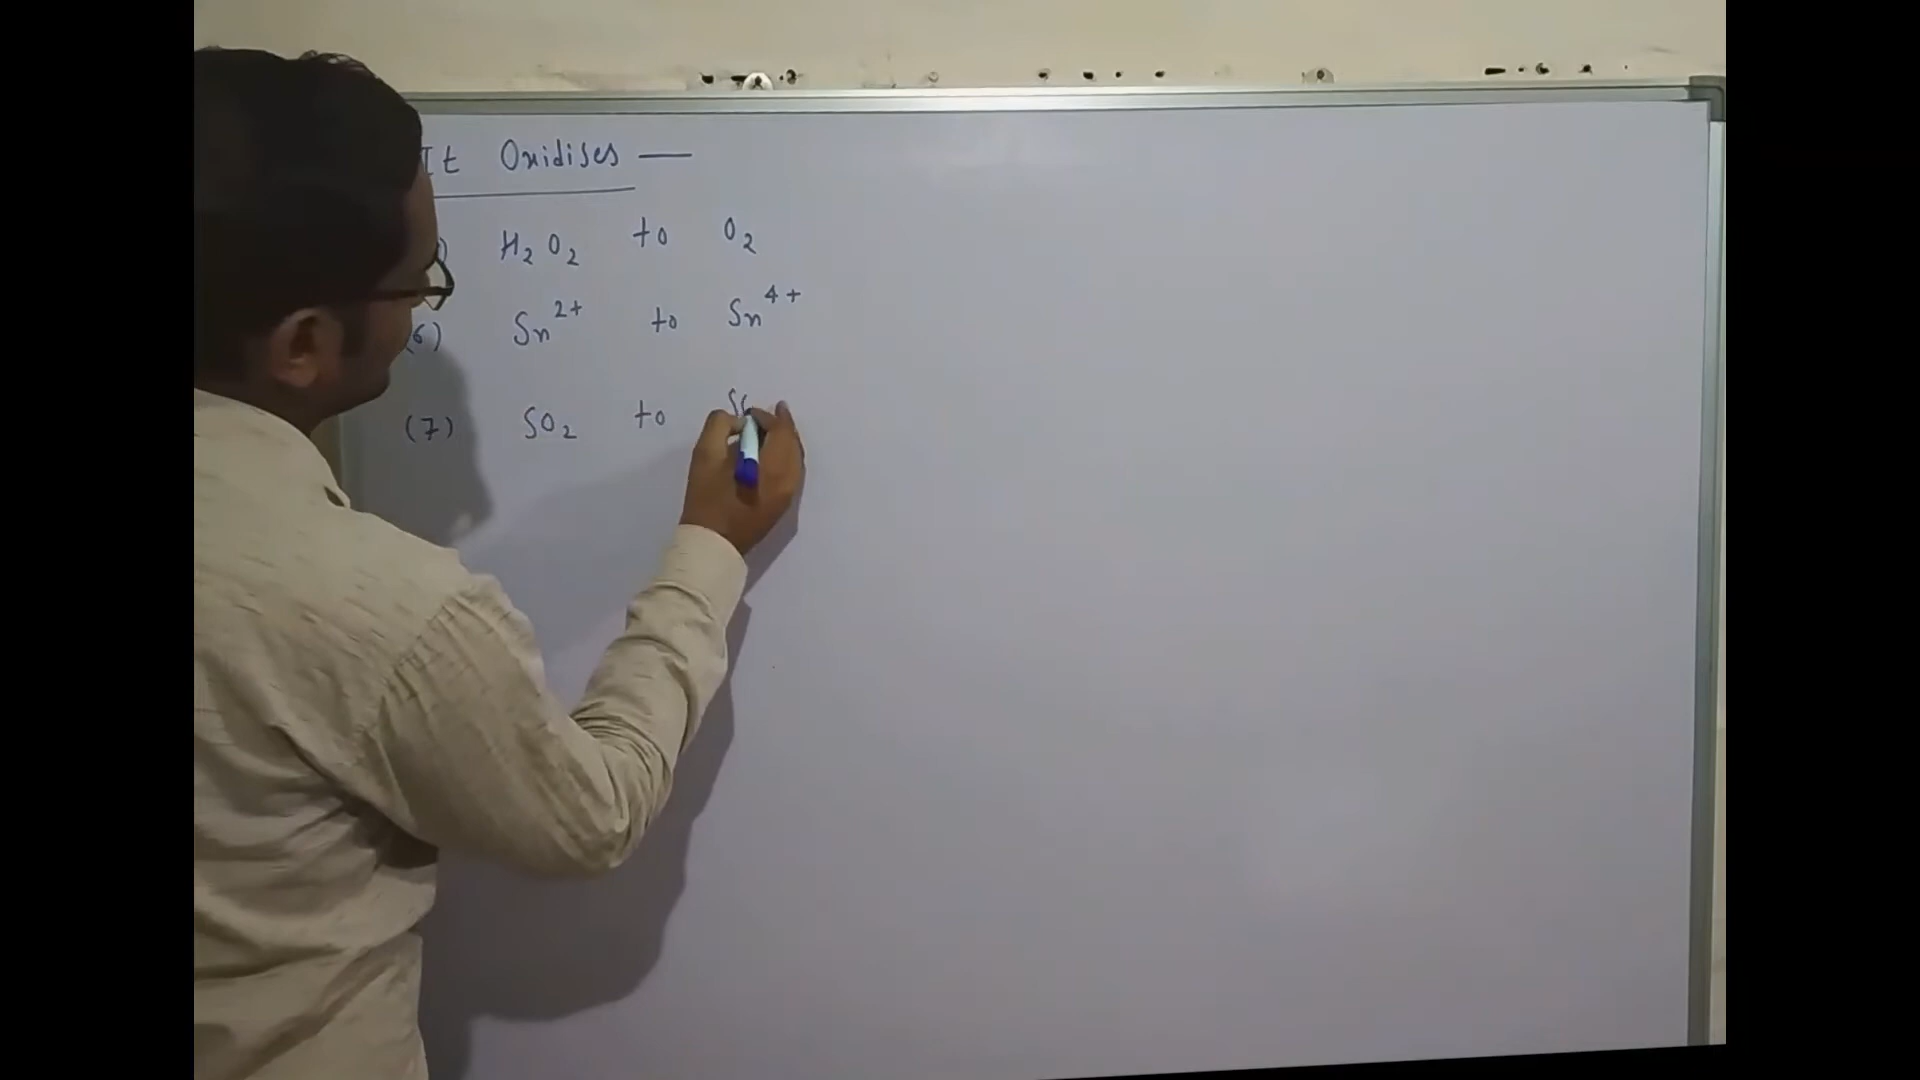 It Oxidises —
) H₂O₂ to O₂
(6) Sn²⁺ to Sn⁴⁺
(7) SO₂ to S